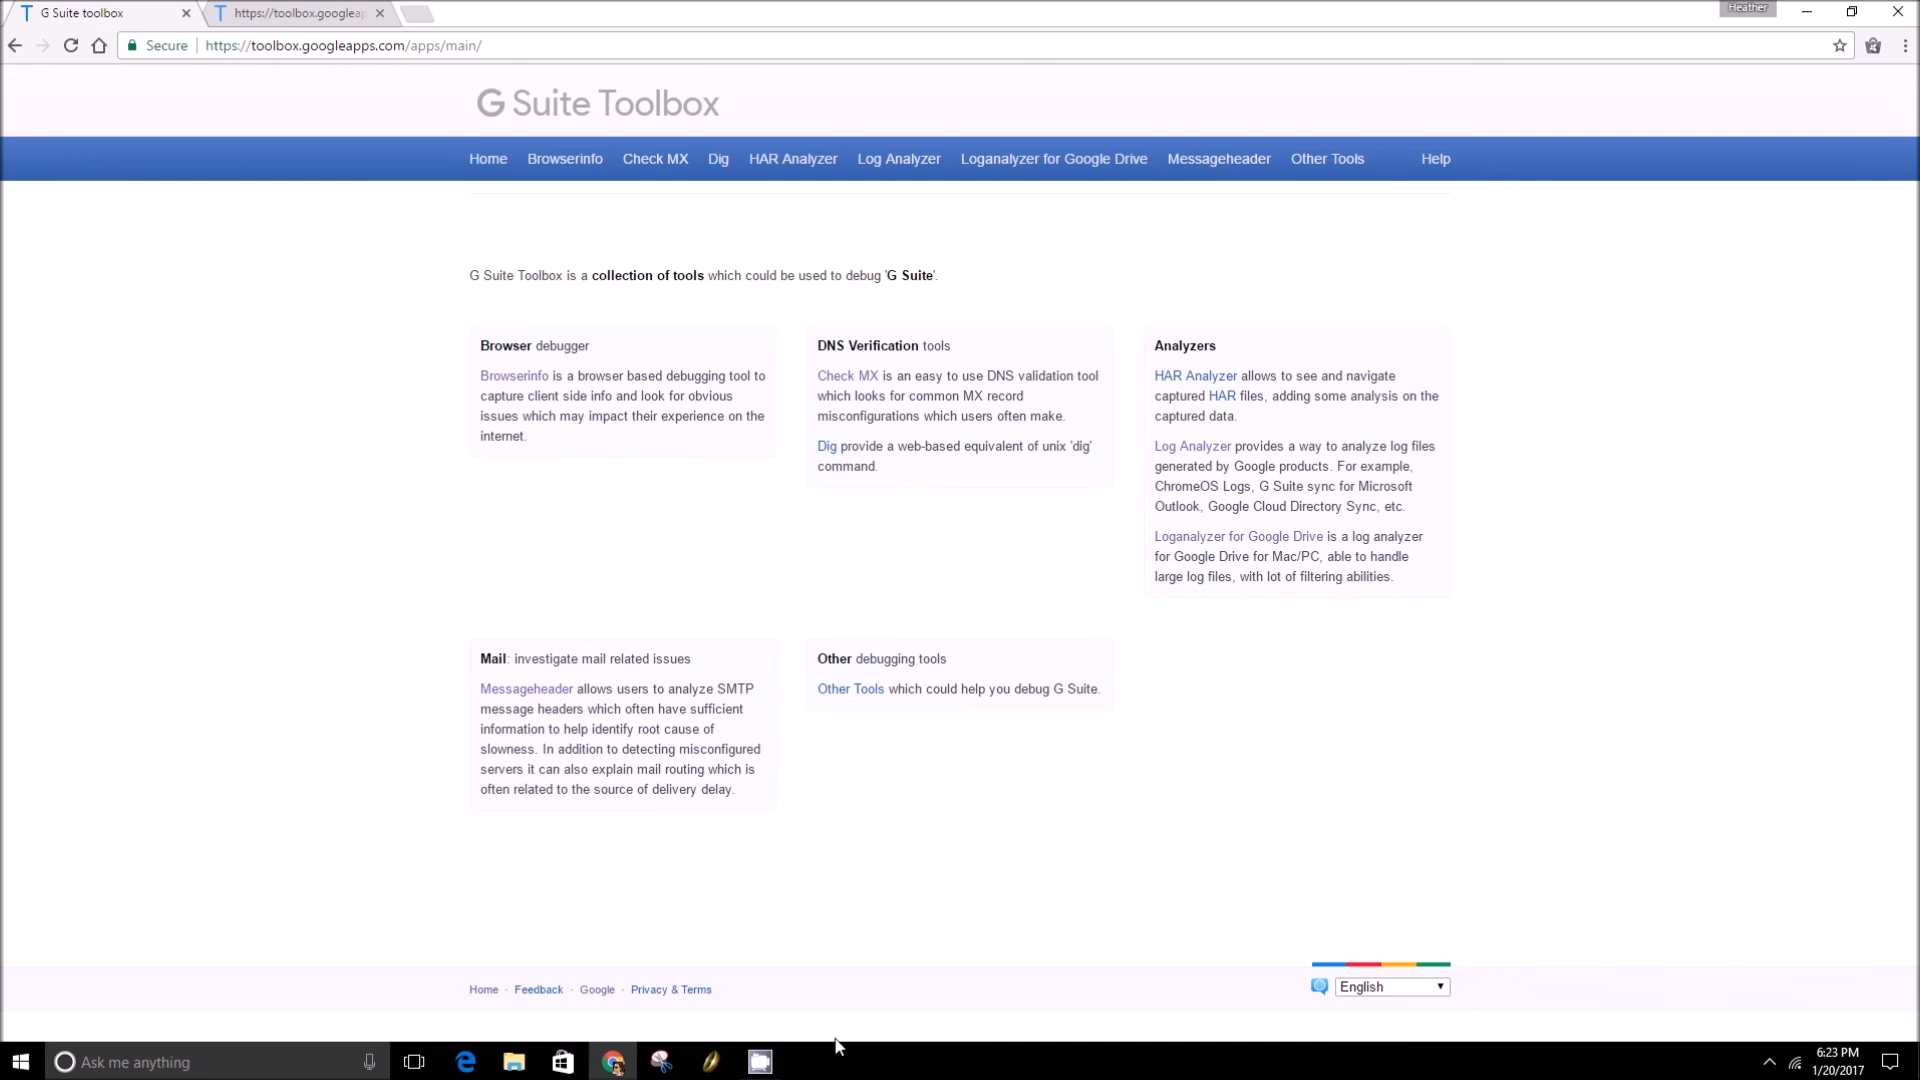 G Suite toolbox
https://toolbox.googleap
Heather
Secure
https://toolbox.googleapps.com/apps/main/
G Suite Toolbox
Home Browserinfo Check MX Dig HAR Analyzer Log Analyzer Loganalyzer for Google Drive Messageheader Other Tools Help
G Suite Toolbox is a collection of tools which could be used to debug 'G Suite'.
Browser debugger
Browserinfo is a browser based debugging tool to
capture client side info and look for obvious
issues which may impact their experience on the
internet.
DNS Verification tools
Check MX is an easy to use DNS validation tool
which looks for common MX record
misconfigurations which users often make.
Dig provide a web-based equivalent of unix 'dig'
command.
Analyzers
HAR Analyzer allows to see and navigate
captured HAR files, adding some analysis on the
captured data.
Log Analyzer provides a way to analyze log files
generated by Google products. For example,
ChromeOS Logs, G Suite sync for Microsoft
Outlook, Google Cloud Directory Sync, etc.
Loganalyzer for Google Drive is a log analyzer
for Google Drive for Mac/PC, able to handle
large log files, with lot of filtering abilities.
Mail: investigate mail related issues
Messageheader allows users to analyze SMTP
message headers which often have sufficient
information to help identify root cause of
slowness. In addition to detecting misconfigured
servers it can also explain mail routing which is
often related to the source of delivery delay.
Other debugging tools
Other Tools which could help you debug G Suite.
Home · Feedback · Google · Privacy & Terms
English
Ask me anything
6:23 PM
1/20/2017